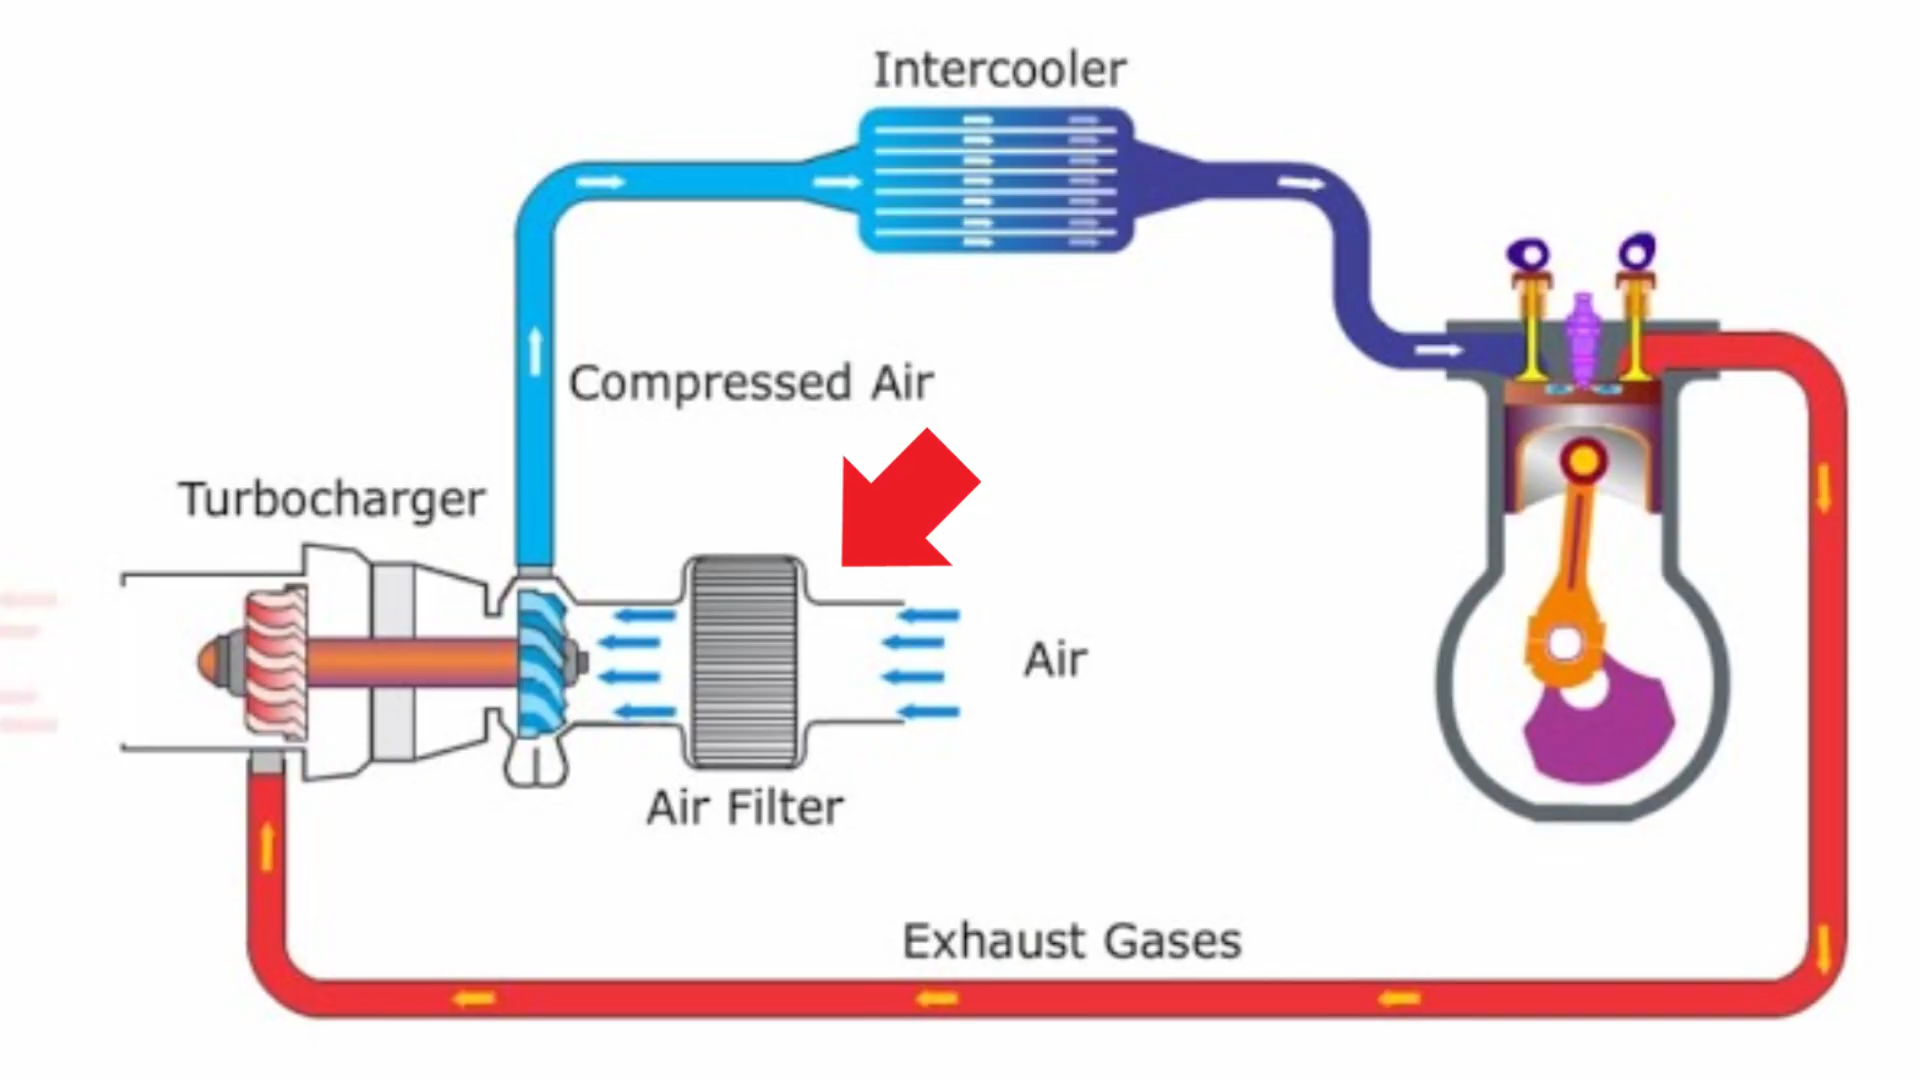 Intercooler
Compressed Air
Turbocharger
Air
Air Filter
Exhaust Gases